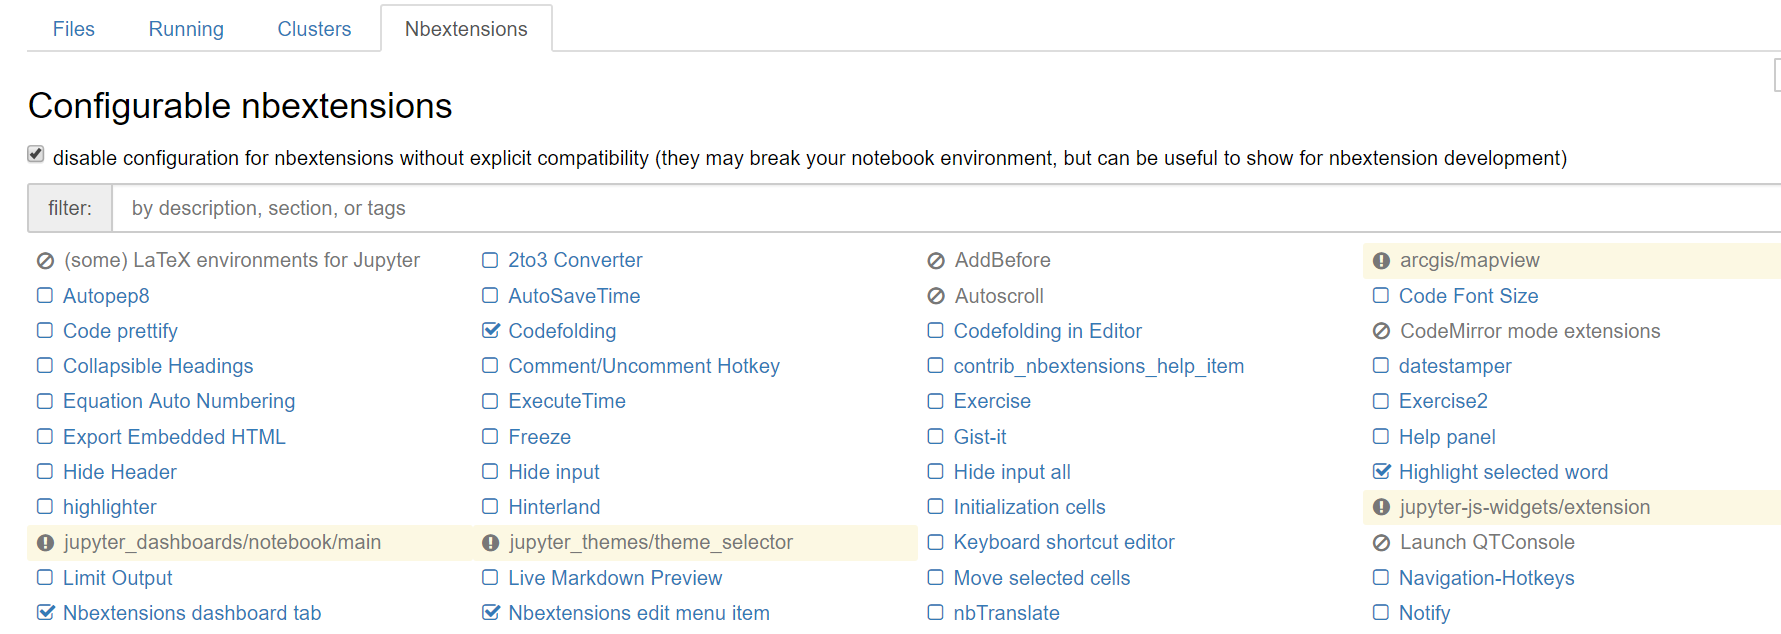 Files Running Clusters Nbextensions
Configurable nbextensions
disable configuration for nbextensions without explicit compatibility (they may break your notebook environment, but can be useful to show for nbextension development)
filter: by description, section, or tags
(some) LaTeX environments for Jupyter 2to3 Converter AddBefore arcgis/mapview
Autopep8 AutoSaveTime Autoscroll Code Font Size
Code prettify Codefolding Codefolding in Editor CodeMirror mode extensions
Collapsible Headings Comment/Uncomment Hotkey contrib_nbextensions_help_item datestamper
Equation Auto Numbering ExecuteTime Exercise Exercise2
Export Embedded HTML Freeze Gist-it Help panel
Hide Header Hide input Hide input all Highlight selected word
highlighter Hinterland Initialization cells jupyter-js-widgets/extension
jupyter_dashboards/notebook/main jupyter_themes/theme_selector Keyboard shortcut editor Launch QTConsole
Limit Output Live Markdown Preview Move selected cells Navigation-Hotkeys
Nbextensions dashboard tab Nbextensions edit menu item nbTranslate Notify